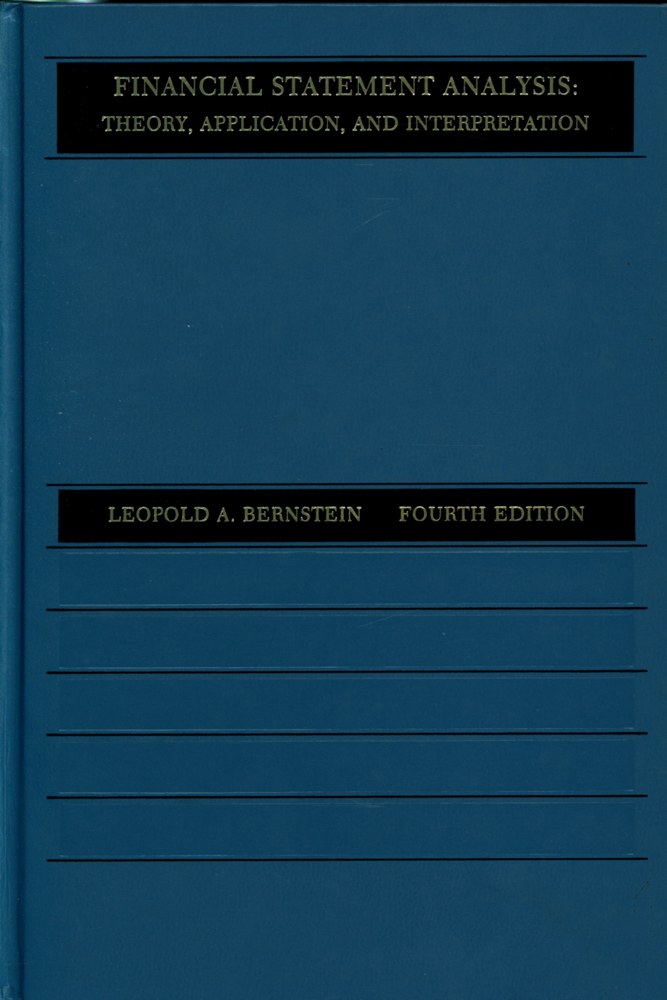 FINANCIAL STATEMENT ANALYSIS:
THEORY, APPLICATION, AND INTERPRETATION
LEOPOLD A. BERNSTEIN FOURTH EDITION